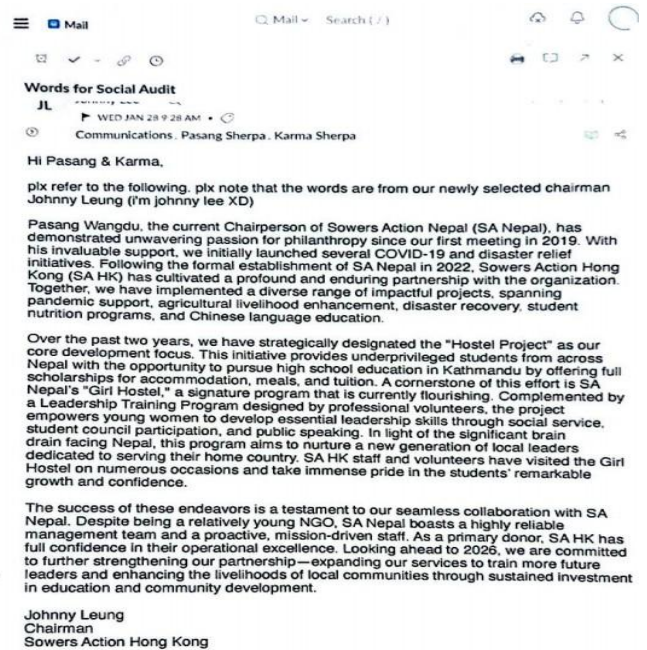 Mail
Mail
Search ( / )
Words for Social Audit
JL
WED JAN 28 9 28 AM •
Communications . Pasang Sherpa . Karma Sherpa
Hi Pasang & Karma,
plx refer to the following. plx note that the words are from our newly selected chairman
Johnny Leung (i'm johnny lee XD)
Pasang Wangdu, the current Chairperson of Sowers Action Nepal (SA Nepal), has
demonstrated unwavering passion for philanthropy since our first meeting in 2019. With
his invaluable support, we initially launched several COVID-19 and disaster relief
initiatives. Following the formal establishment of SA Nepal in 2022, Sowers Action Hong
Kong (SA HK) has cultivated a profound and enduring partnership with the organization.
Together, we have implemented a diverse range of impactful projects, spanning
pandemic support, agricultural livelihood enhancement, disaster recovery, student
nutrition programs, and Chinese language education.
Over the past two years, we have strategically designated the "Hostel Project" as our
core development focus. This initiative provides underprivileged students from across
Nepal with the opportunity to pursue high school education in Kathmandu by offering full
scholarships for accommodation, meals, and tuition. A cornerstone of this effort is SA
Nepal's "Girl Hostel," a signature program that is currently flourishing. Complemented by
a Leadership Training Program designed by professional volunteers, the project
empowers young women to develop essential leadership skills through social service,
student council participation, and public speaking. In light of the significant brain
drain facing Nepal, this program aims to nurture a new generation of local leaders
dedicated to serving their home country. SA HK staff and volunteers have visited the Girl
Hostel on numerous occasions and take immense pride in the students' remarkable
growth and confidence.
The success of these endeavors is a testament to our seamless collaboration with SA
Nepal. Despite being a relatively young NGO, SA Nepal boasts a highly reliable
management team and a proactive, mission-driven staff. As a primary donor, SA HK has
full confidence in their operational excellence. Looking ahead to 2026, we are committed
to further strengthening our partnership—expanding our services to train more future
leaders and enhancing the livelihoods of local communities through sustained investment
in education and community development.
Johnny Leung
Chairman
Sowers Action Hong Kong